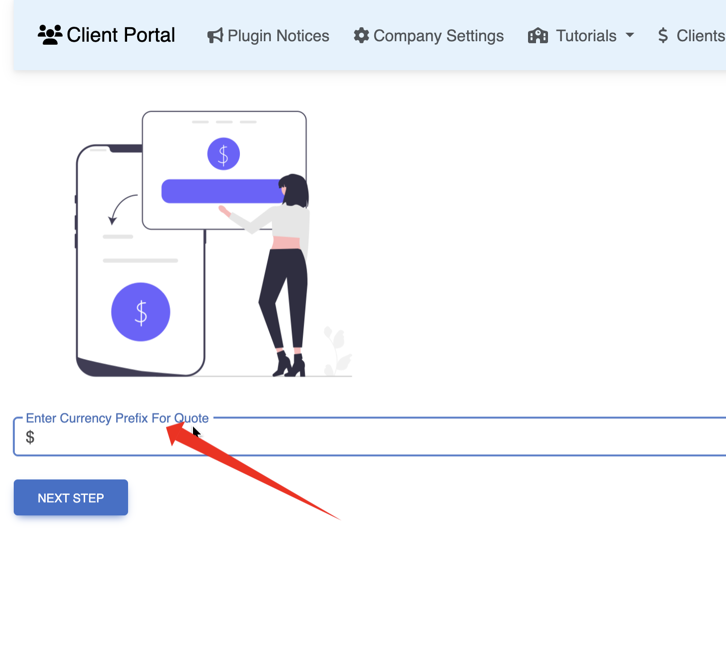 Client Portal Plugin Notices Company Settings Tutorials $ Clients
$
$
Enter Currency Prefix For Quote
$
NEXT STEP